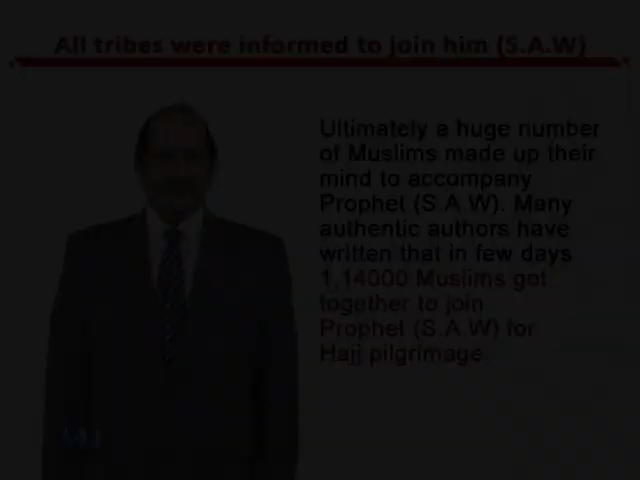 All tribes were informed to join him (S.A.W)
Ultimately a huge number
of Muslims made up their
mind to accompany
Prophet (S.A.W). Many
authentic authors have
written that in few days
1,14000 Muslims got
together to join
Prophet (S.A.W) for
Hajj pilgrimage.